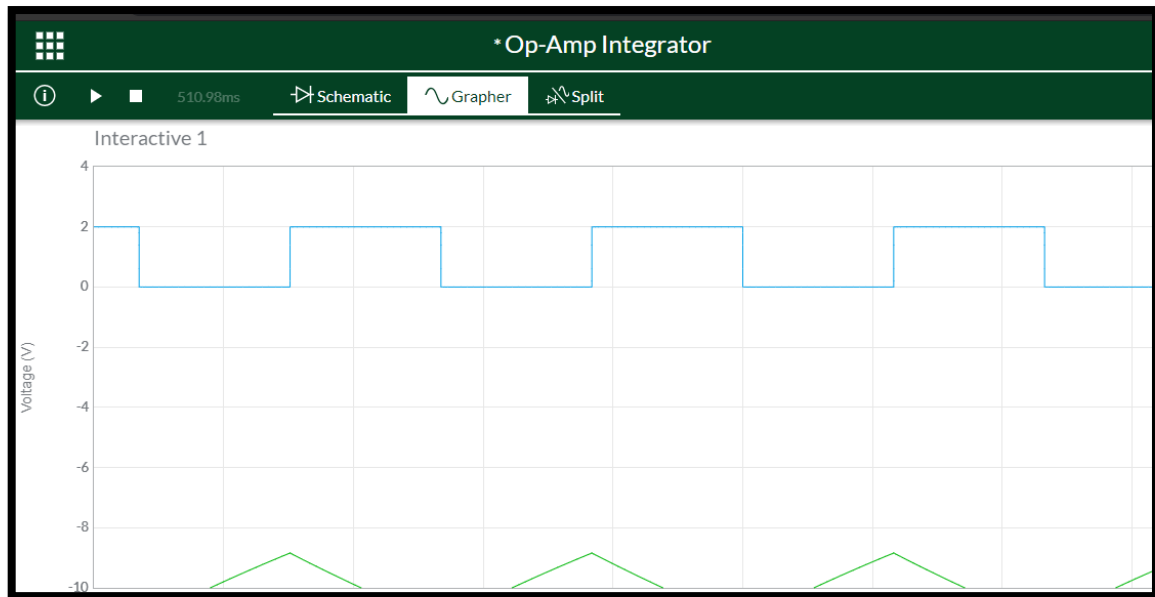 * Op-Amp Integrator
510.98ms Schematic Grapher Split
Interactive 1
4
2
0
-2
Voltage (V)
-4
-6
-8
-10